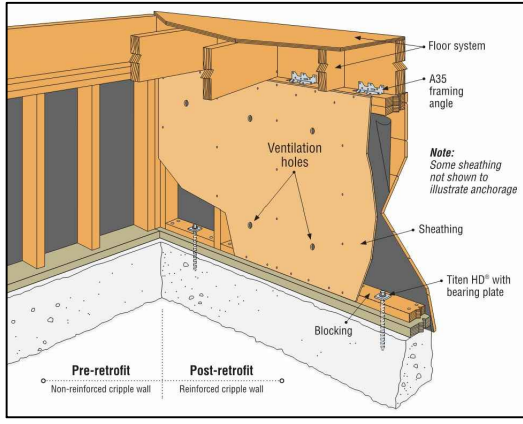 Floor system
A35
framing
angle
Note:
Some sheathing
not shown to
illustrate anchorage
Ventilation
holes
Sheathing
Titen HD® with
bearing plate
Blocking
Pre-retrofit
Non-reinforced cripple wall
Post-retrofit
Reinforced cripple wall